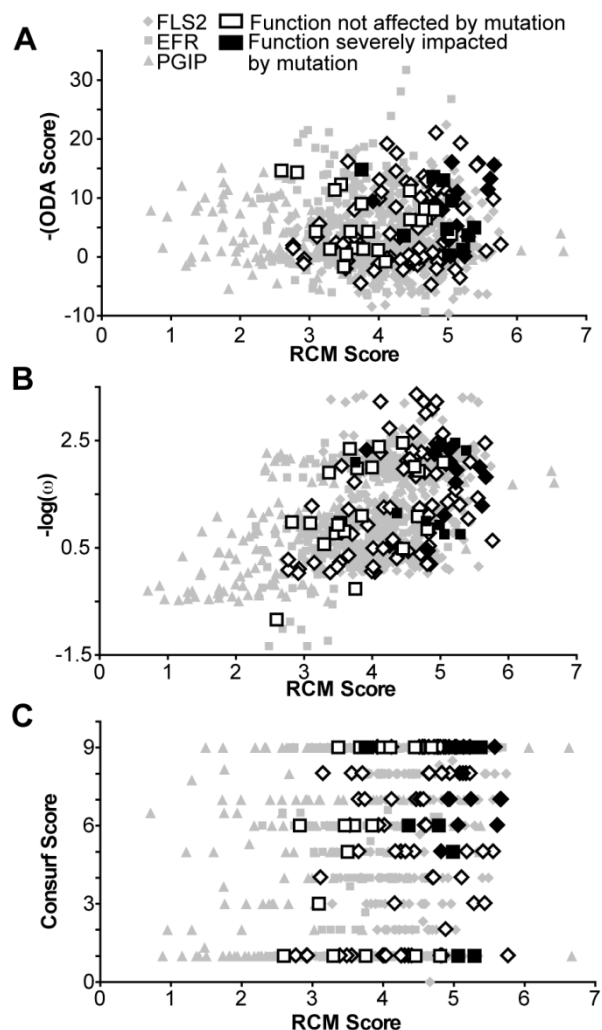 A
FLS2
EFR
PGIP
Function not affected by mutation
Function severely impacted
by mutation
-(ODA Score)
35
30
20
10
0
-10
0 1 2 3 4 5 6 7
RCM Score
B
-log(ω)
2.5
0.5
-1.5
0 1 2 3 4 5 6 7
RCM Score
C
Consurf Score
9
6
3
0
0 1 2 3 4 5 6 7
RCM Score